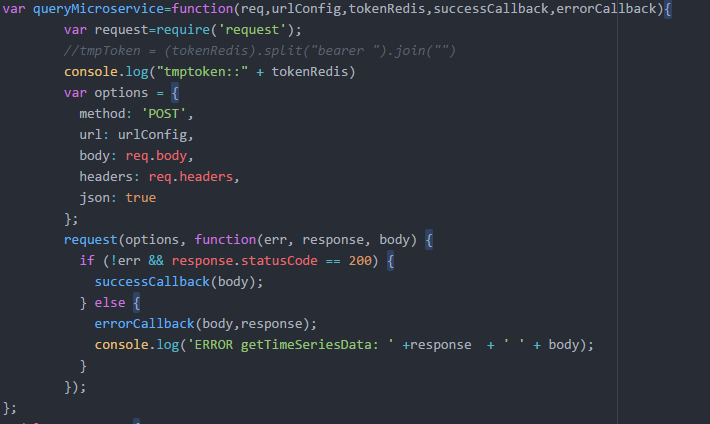 var queryMicroservice=function(req,urlConfig,tokenRedis,successCallback,errorCallback){
        var request=require('request');
        //tmpToken = (tokenRedis).split("bearer ").join("")
        console.log("tmptoken::" + tokenRedis)
        var options = {
          method: 'POST',
          url: urlConfig,
          body: req.body,
          headers: req.headers,
          json: true
        };
        request(options, function(err, response, body) {
          if (!err && response.statusCode == 200) {
            successCallback(body);
          } else {
            errorCallback(body,response);
            console.log('ERROR getTimeSeriesData: ' +response  + ' ' + body);
          }
        });
};